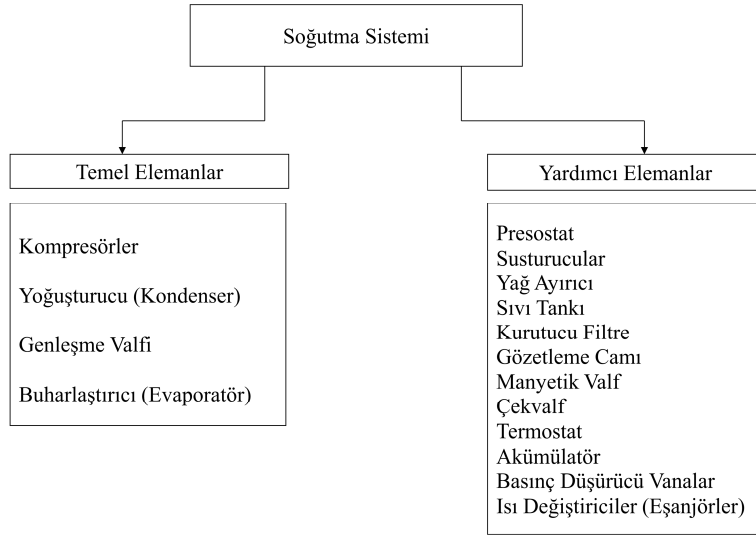 Soğutma Sistemi
Temel Elemanlar
Kompresörler
Yoğuşturucu (Kondenser)
Genleşme Valfi
Buharlaştırıcı (Evaporatör)
Yardımcı Elemanlar
Presostat
Susturucular
Yağ Ayırıcı
Sıvı Tankı
Kurutucu Filtre
Gözetleme Camı
Manyetik Valf
Çekvalf
Termostat
Akümülatör
Basınç Düşürücü Vanalar
Isı Değiştiriciler (Eşanjörler)